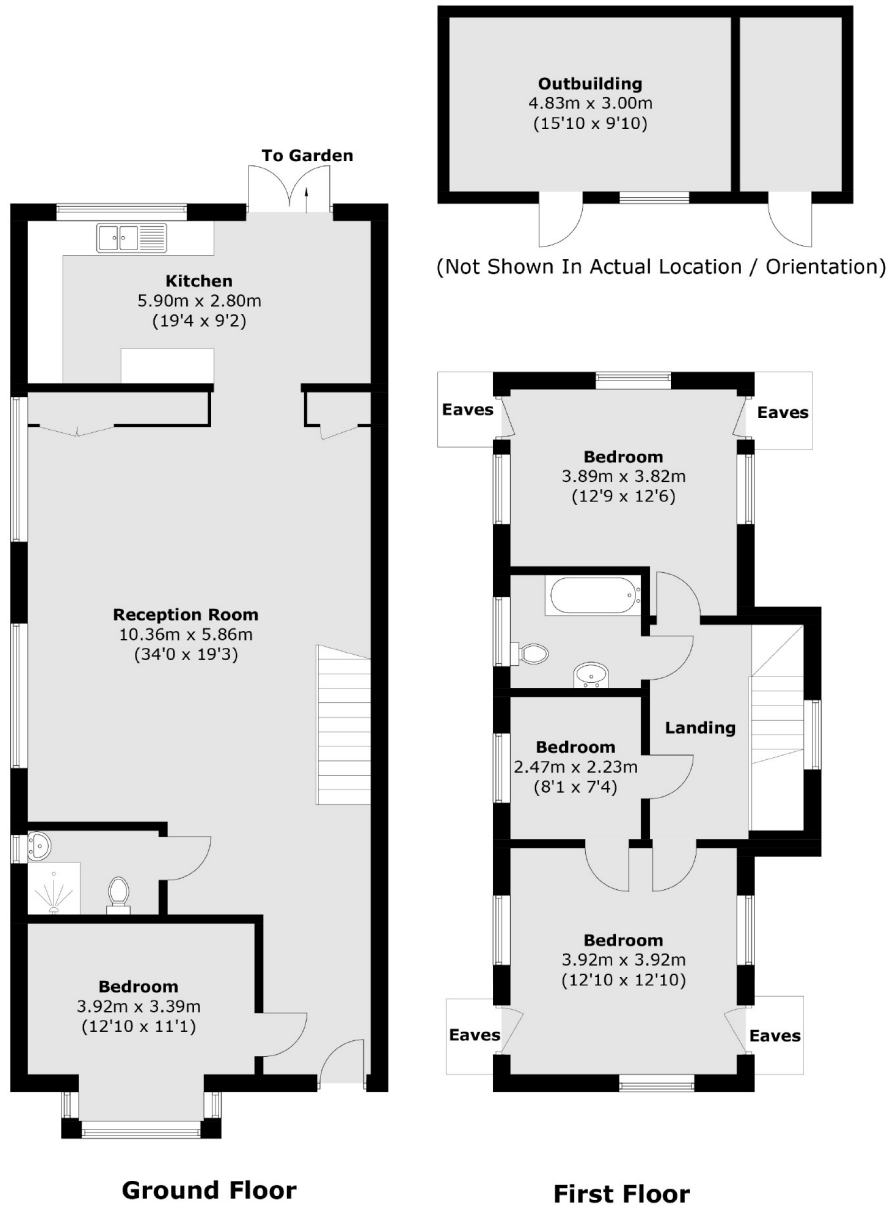 Outbuilding
4.83m x 3.00m
(15'10 x 9'10)
(Not Shown In Actual Location / Orientation)
To Garden
Kitchen
5.90m x 2.80m
(19'4 x 9'2)
Reception Room
10.36m x 5.86m
(34'0 x 19'3)
Bedroom
3.92m x 3.39m
(12'10 x 11'1)
Ground Floor
Eaves
Eaves
Bedroom
3.89m x 3.82m
(12'9 x 12'6)
Landing
Bedroom
2.47m x 2.23m
(8'1 x 7'4)
Bedroom
3.92m x 3.92m
(12'10 x 12'10)
Eaves
Eaves
First Floor